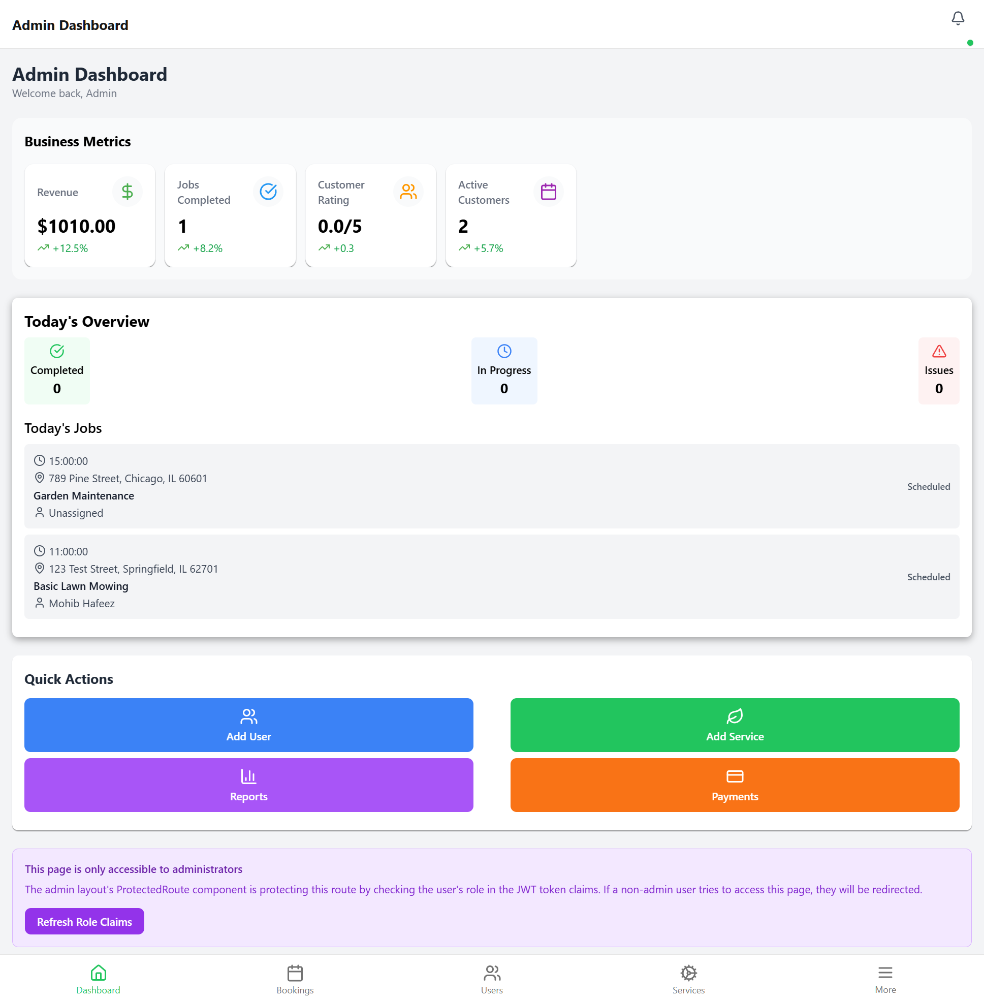 Admin Dashboard
Admin Dashboard
Welcome back, Admin
Business Metrics
Revenue
$1010.00
+12.5%
Jobs
Completed
1
+8.2%
Customer
Rating
0.0/5
+0.3
Active
Customers
2
+5.7%
Today's Overview
Completed
0
In Progress
0
Issues
0
Today's Jobs
15:00:00
789 Pine Street, Chicago, IL 60601
Garden Maintenance
Unassigned
Scheduled
11:00:00
123 Test Street, Springfield, IL 62701
Basic Lawn Mowing
Mohib Hafeez
Scheduled
Quick Actions
Add User
Add Service
Reports
Payments
This page is only accessible to administrators
The admin layout's ProtectedRoute component is protecting this route by checking the user's role in the JWT token claims. If a non-admin user tries to access this page, they will be redirected.
Refresh Role Claims
Dashboard
Bookings
Users
Services
More